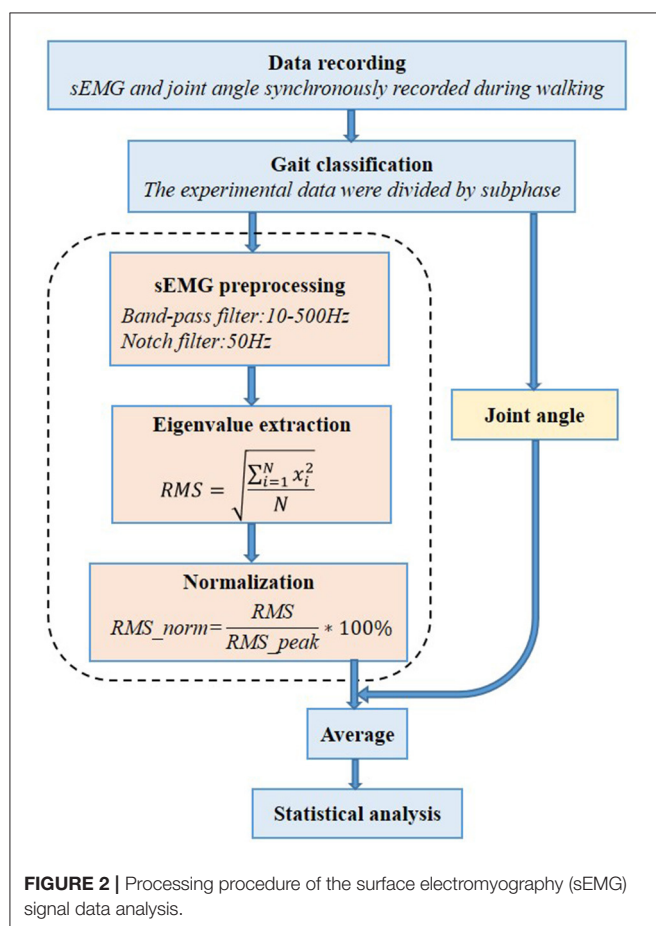 Data recording
sEMG and joint angle synchronously recorded during walking
Gait classification
The experimental data were divided by subphase
sEMG preprocessing
Band-pass filter:10-500Hz
Notch filter:50Hz
Eigenvalue extraction
RMS = √(∑_{i=1}^{N} x_i^2 / N)
Normalization
RMS_norm= RMS / RMS_peak * 100%
Joint angle
Average
Statistical analysis
FIGURE 2 | Processing procedure of the surface electromyography (sEMG)
signal data analysis.